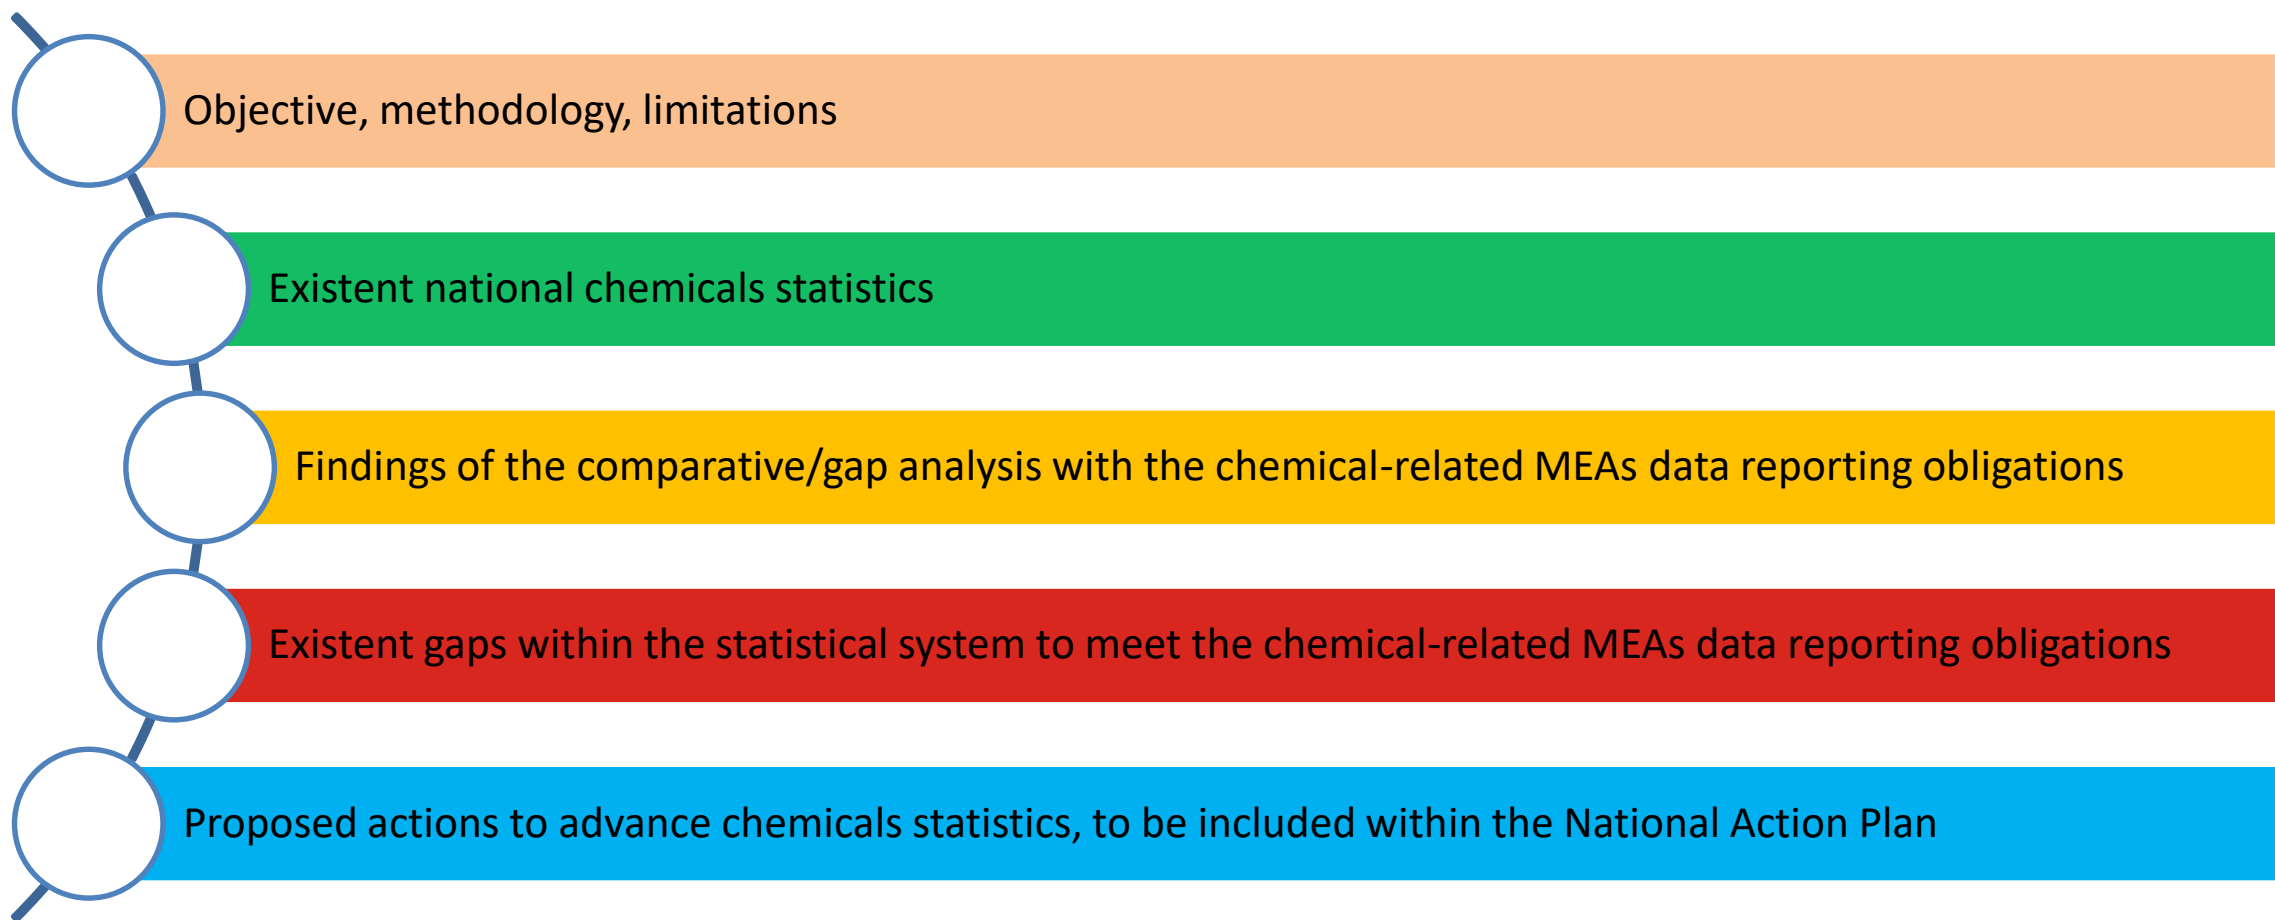 Objective, methodology, limitations
Existent national chemicals statistics
Findings of the comparative/gap analysis with the chemical-related MEAs data reporting obligations
Existent gaps within the statistical system to meet the chemical-related MEAs data reporting obligations
Proposed actions to advance chemicals statistics, to be included within the National Action Plan